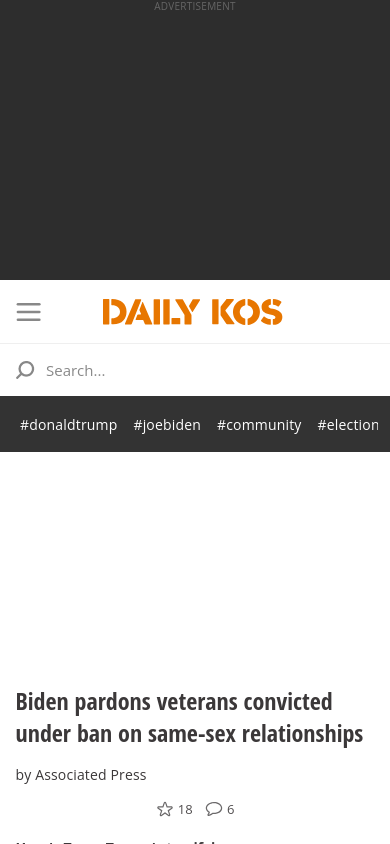 ADVERTISEMENT
DAILY KOS
Search...
#donaldtrump #joebiden #community #election
Biden pardons veterans convicted
under ban on same-sex relationships
by Associated Press
18 6